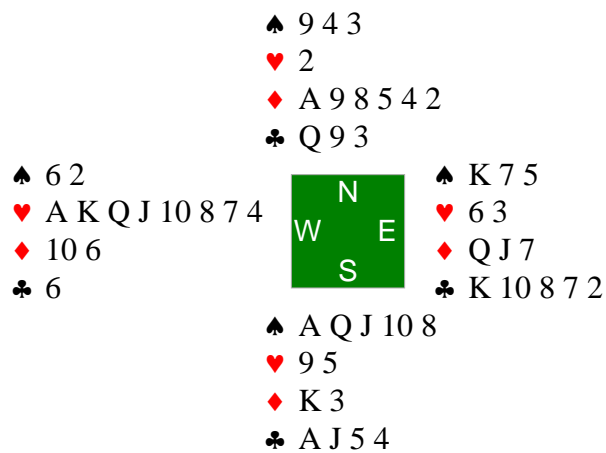 ♠ 9 4 3
♥ 2
♦ A 9 8 5 4 2
♣ Q 9 3
♠ 6 2
♥ A K Q J 10 8 7 4
♦ 10 6
♣ 6
N
W E
S
♠ K 7 5
♥ 6 3
♦ Q J 7
♣ K 10 8 7 2
♠ A Q J 10 8
♥ 9 5
♦ K 3
♣ A J 5 4